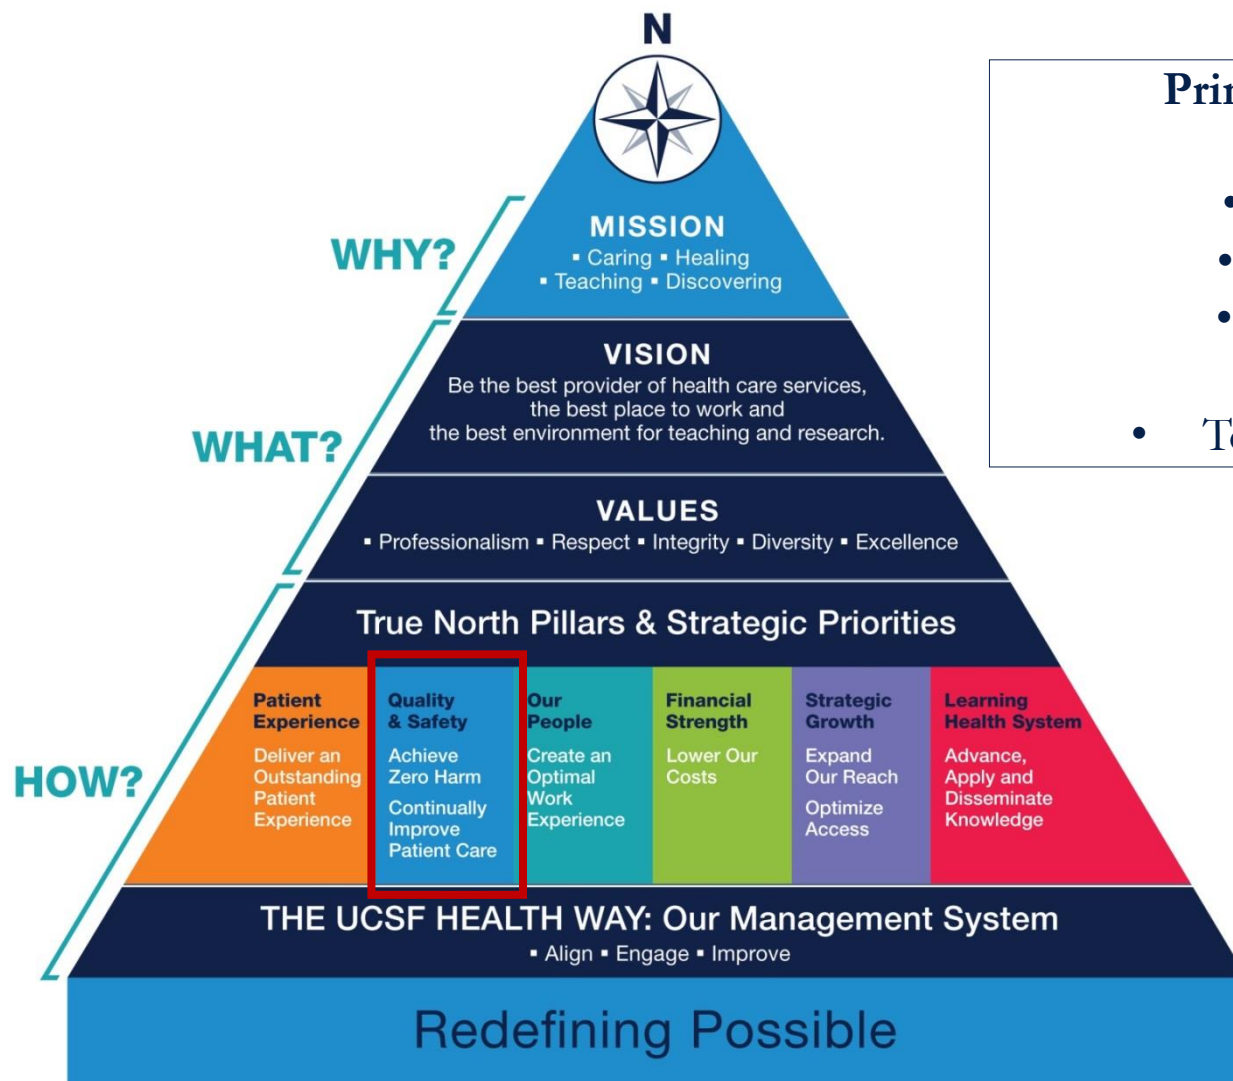 N
WHY?
MISSION
▪ Caring ▪ Healing
▪ Teaching ▪ Discovering
WHAT?
VISION
Be the best provider of health care services,
the best place to work and
the best environment for teaching and research.
VALUES
▪ Professionalism ▪ Respect ▪ Integrity ▪ Diversity ▪ Excellence
HOW?
True North Pillars & Strategic Priorities
Patient
Experience
Deliver an
Outstanding
Patient
Experience
Quality
& Safety
Achieve
Zero Harm
Continually
Improve
Patient Care
Our
People
Create an
Optimal
Work
Experience
Financial
Strength
Lower Our
Costs
Strategic
Growth
Expand
Our Reach
Optimize
Access
Learning
Health System
Advance,
Apply and
Disseminate
Knowledge
THE UCSF HEALTH WAY: Our Management System
▪ Align ▪ Engage ▪ Improve
Redefining Possible